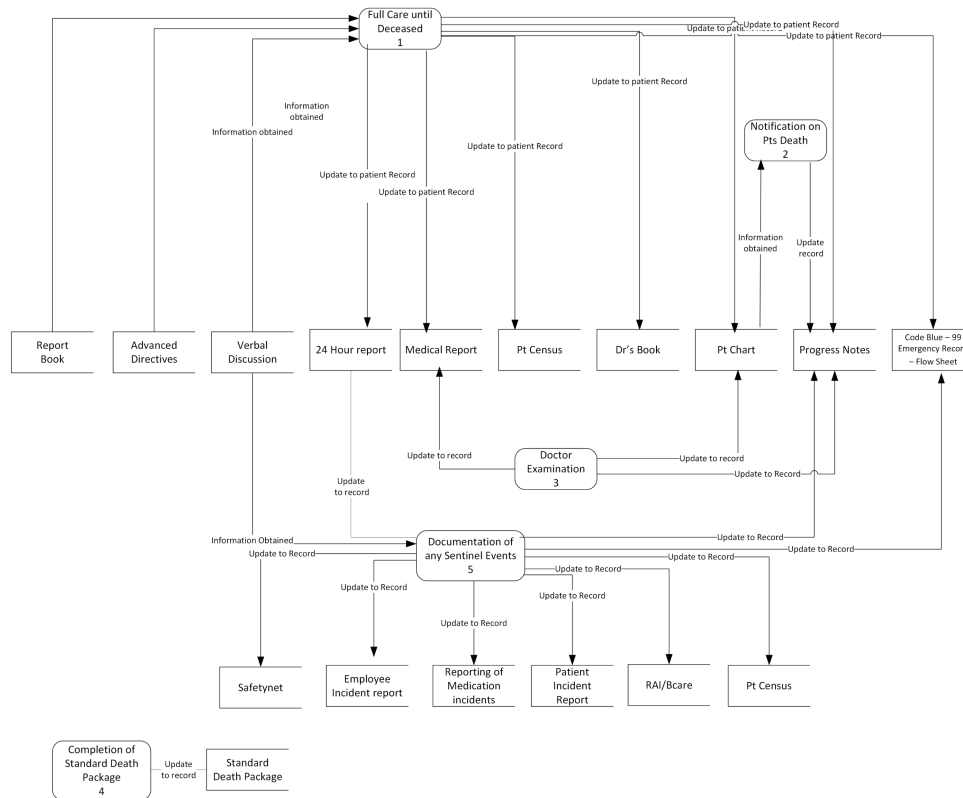 Full Care until
Deceased
1
Update to patient Record
Update to patient Record
Update to patient Record
Update to patient Record
Information
obtained
Information obtained
Notification on
Pts Death
2
Update to patient Record
Update to patient Record
Update to patient Record
Information
obtained
Update
record
Report
Book
Advanced
Directives
Verbal
Discussion
24 Hour report
Medical Report
Pt Census
Dr's Book
Pt Chart
Progress Notes
Code Blue – 99
Emergency Recor
– Flow Sheet
Doctor
Examination
3
Update to record
Update to record
Update to Record
Update
to record
Information Obtained
Update to Record
Documentation of
any Sentinel Events
5
Update to Record
Update to Record
Update to Record
Update to Record
Update to Record
Update to Record
Update to Record
Safetynet
Employee
Incident report
Reporting of
Medication
incidents
Patient
Incident
Report
RAI/Bcare
Pt Census
Completion of
Standard Death
Package
4
Update
to record
Standard
Death Package